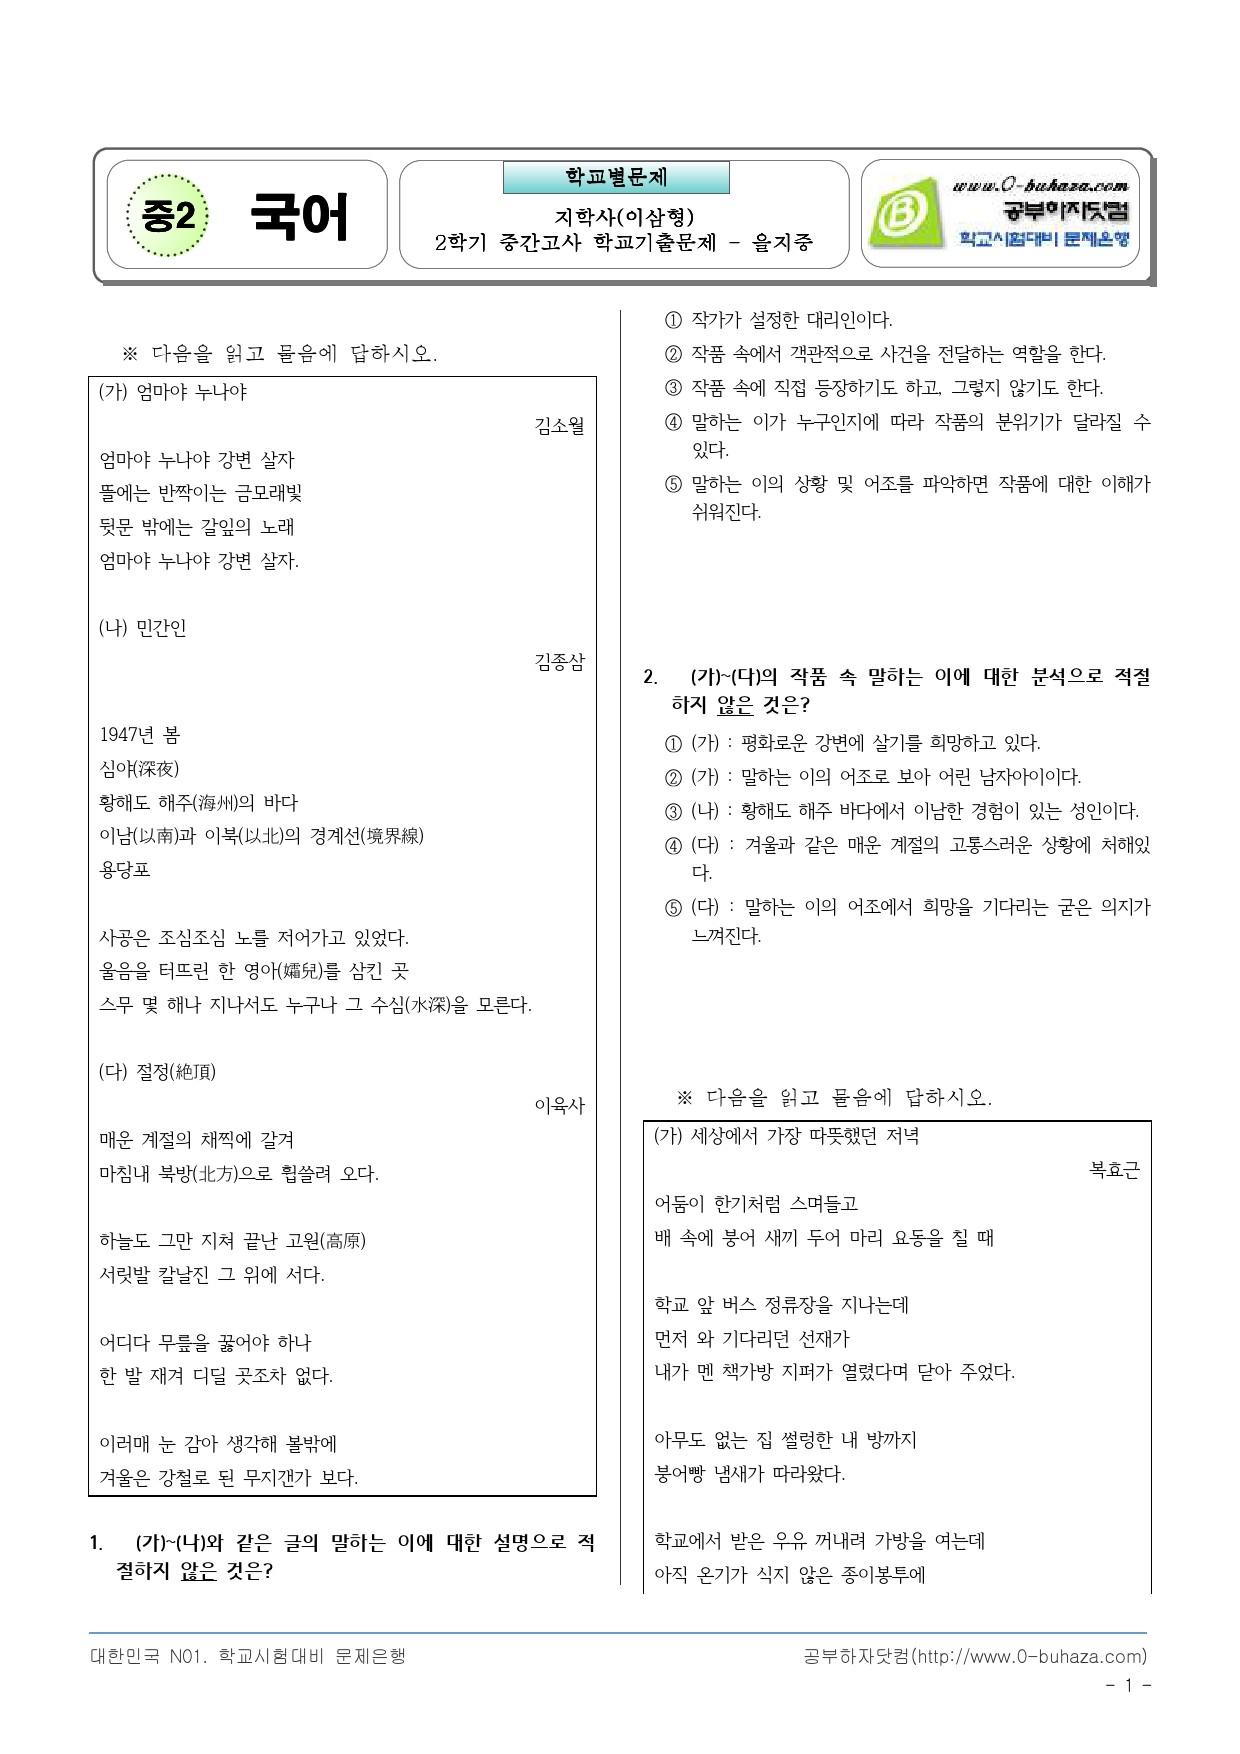 중2 국어
학교별문제
지학사(이삼형)
2학기 중간고사 학교기출문제 - 을지중
www.0-buhaza.com
공부하자닷컴
학교시험대비 문제은행
※ 다음을 읽고 물음에 답하시오.
(가) 엄마야 누나야
김소월
엄마야 누나야 강변 살자
뜰에는 반짝이는 금모래빛
뒷문 밖에는 갈잎의 노래
엄마야 누나야 강변 살자.
(나) 민간인
김종삼
1947년 봄
심야(深夜)
황해도 해주(海州)의 바다
이남(以南)과 이북(以北)의 경계선(境界線)
용당포
사공은 조심조심 노를 저어가고 있었다.
울음을 터뜨린 한 영아(嬬兒)를 삼킨 곳
스무 몇 해나 지나서도 누구나 그 수심(水深)을 모른다.
(다) 절정(絶頂)
이육사
매운 계절의 채찍에 갈겨
마침내 북방(北方)으로 휩쓸려 오다.
하늘도 그만 지쳐 끝난 고원(高原)
서릿발 칼날진 그 위에 서다.
어디다 무릎을 꿇어야 하나
한 발 재겨 디딜 곳조차 없다.
이러매 눈 감아 생각해 볼밖에
겨울은 강철로 된 무지갠가 보다.
1. (가)~(나)와 같은 글의 말하는 이에 대한 설명으로 적
절하지 않은 것은?
① 작가가 설정한 대리인이다.
② 작품 속에서 객관적으로 사건을 전달하는 역할을 한다.
③ 작품 속에 직접 등장하기도 하고, 그렇지 않기도 한다.
④ 말하는 이가 누구인지에 따라 작품의 분위기가 달라질 수
있다.
⑤ 말하는 이의 상황 및 어조를 파악하면 작품에 대한 이해가
쉬워진다.
2. (가)~(다)의 작품 속 말하는 이에 대한 분석으로 적절
하지 않은 것은?
① (가) : 평화로운 강변에 살기를 희망하고 있다.
② (가) : 말하는 이의 어조로 보아 어린 남자아이이다.
③ (나) : 황해도 해주 바다에서 이남한 경험이 있는 성인이다.
④ (다) : 겨울과 같은 매운 계절의 고통스러운 상황에 처해있
다.
⑤ (다) : 말하는 이의 어조에서 희망을 기다리는 굳은 의지가
느껴진다.
※ 다음을 읽고 물음에 답하시오.
(가) 세상에서 가장 따뜻했던 저녁
복효근
어둠이 한기처럼 스며들고
배 속에 붕어 새끼 두어 마리 요동을 칠 때
학교 앞 버스 정류장을 지나는데
먼저 와 기다리던 선재가
내가 멘 책가방 지퍼가 열렸다며 닫아 주었다.
아무도 없는 집 썰렁한 내 방까지
붕어빵 냄새가 따라왔다.
학교에서 받은 우유 꺼내려 가방을 여는데
아직 온기가 식지 않은 종이봉투에
대한민국 N01. 학교시험대비 문제은행
공부하자닷컴(http://www.0-buhaza.com)
- 1 -